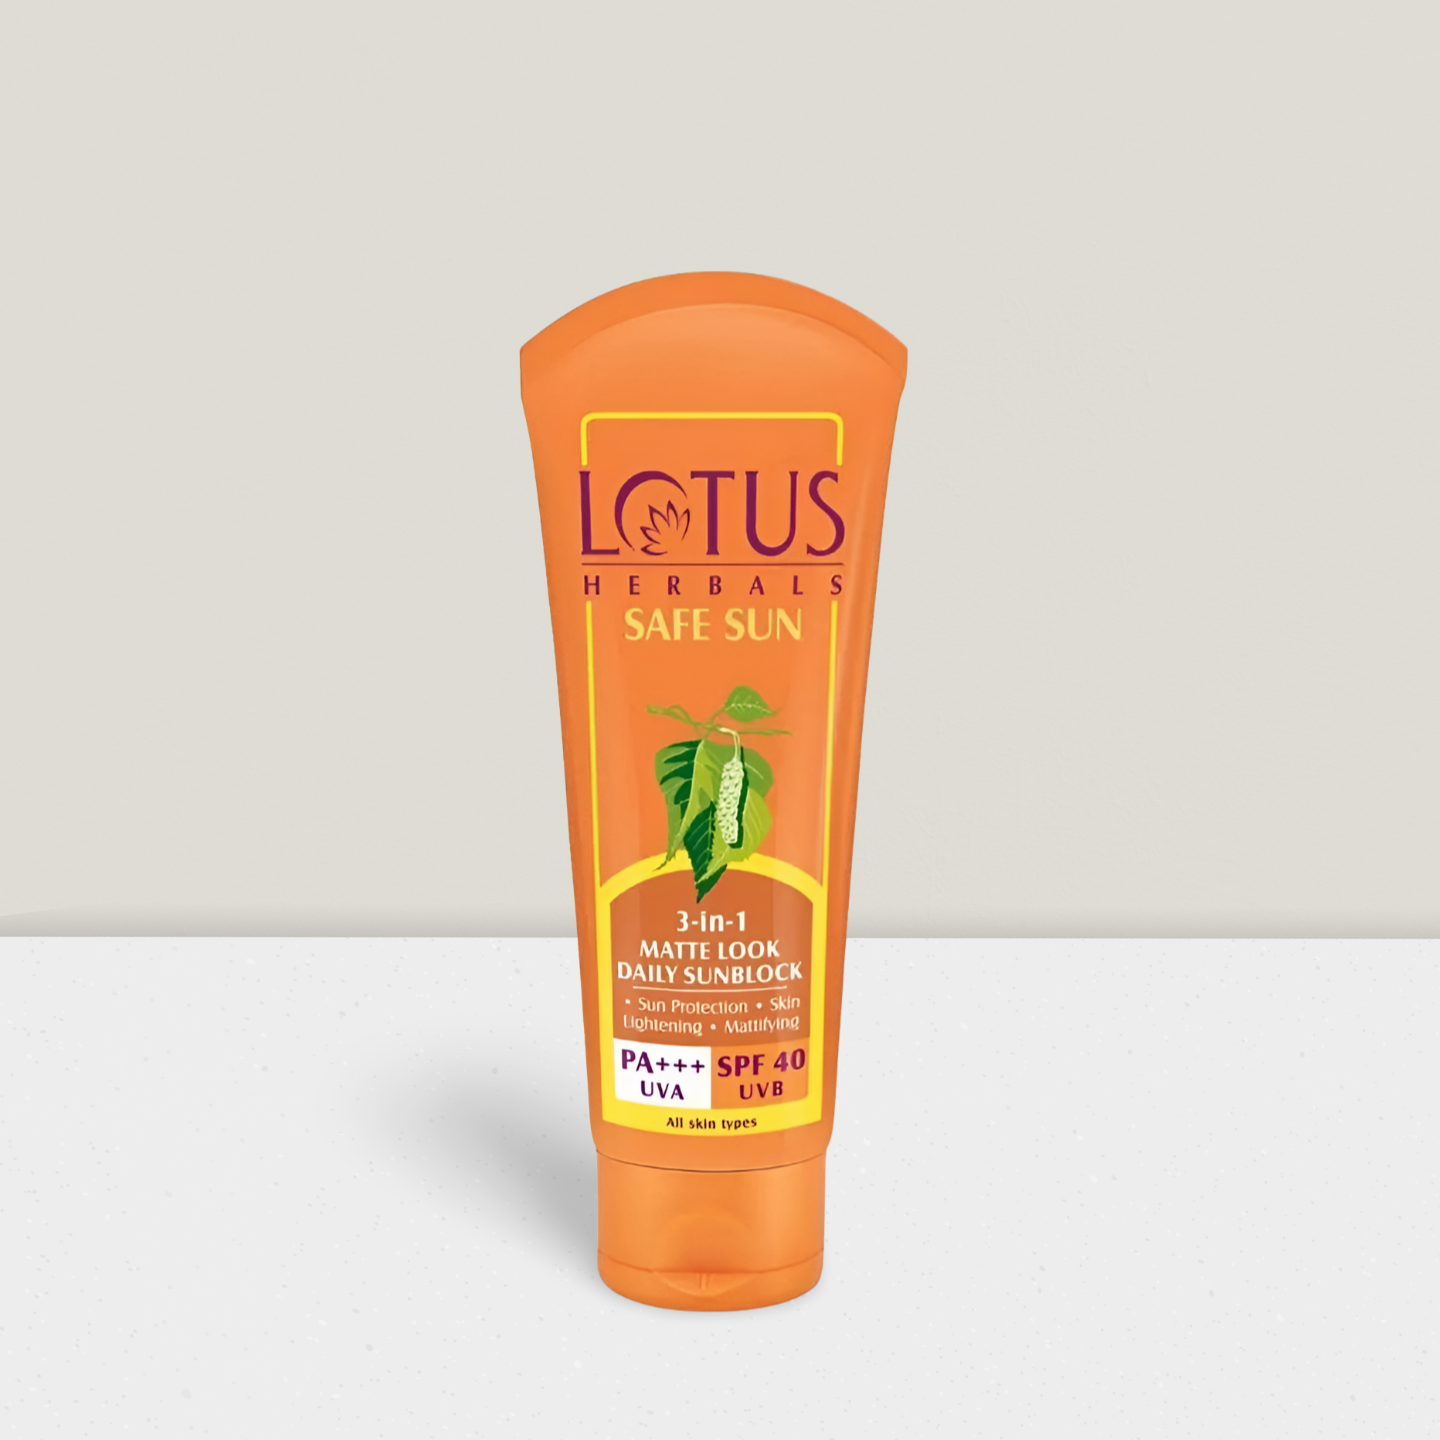 LOTUS
HERBALS
SAFE SUN
3-in-1
MATTE LOOK
DAILY SUNBLOCK
• Sun Protection • Skin
Lightening • Mattifying
PA+++ SPF 40
UVA UVB
All skin types